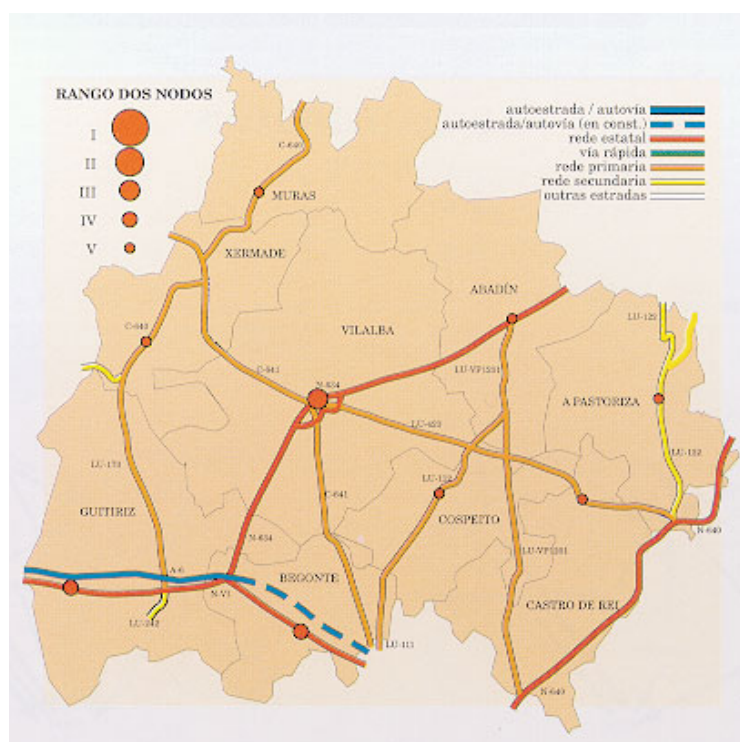 RANGO DOS NODOS
I
II
III
IV
V
autoestrada / autovía
autoestrada/autovía (en const.)
rede estatal
vía rápida
rede primaria
rede secundaria
outras estradas
C-640
MURAS
XERMADE
ABADÍN
VILALBA
LU-122
C-640
C-641
N-634
LU-VP1231
A PASTORIZA
LU-423
LU-170
LU-122
LU-112
GUITIRIZ
C-641
COSPEITO
N-634
N-640
LU-VP1201
A-6
BEGONTE
N-VI
CASTRO DE REI
LU-242
LU-111
N-640